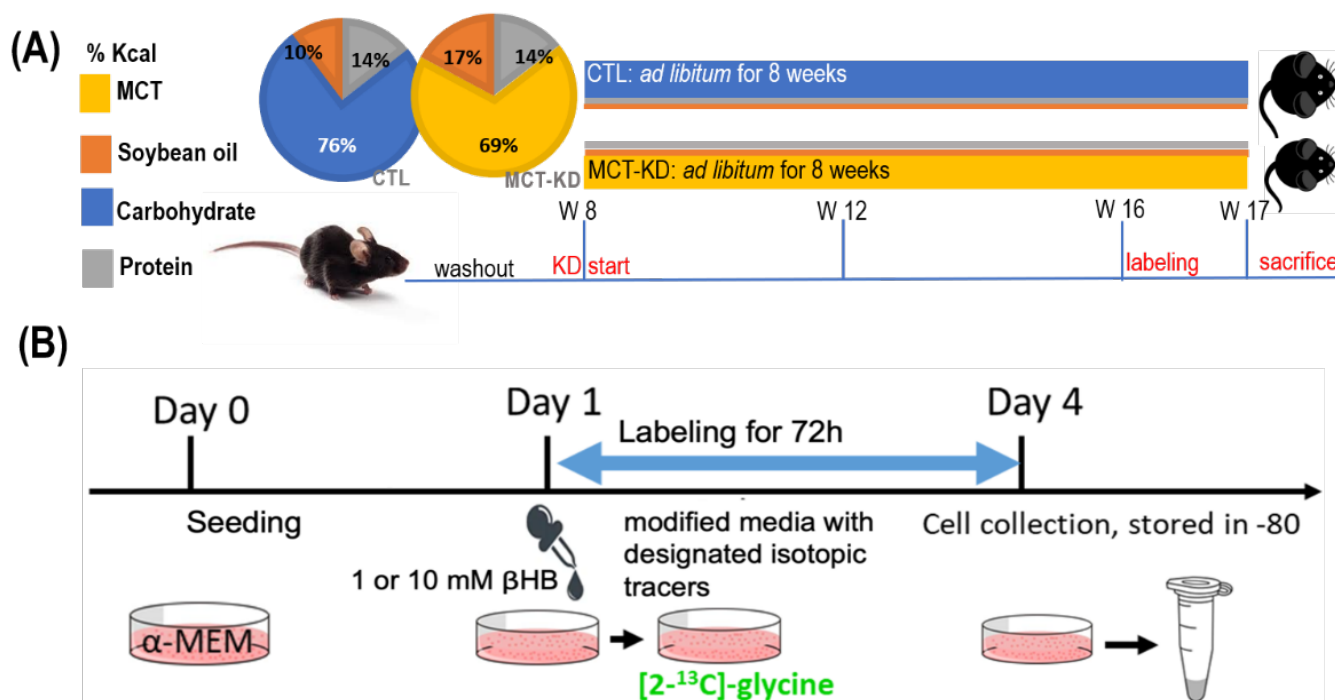 (A)
% Kcal
MCT
Soybean oil
Carbohydrate
Protein
10%
14%
76%
CTL
17%
14%
69%
MCT-KD
CTL: ad libitum for 8 weeks
MCT-KD: ad libitum for 8 weeks
W 8
W 12
W 16
W 17
washout
KD start
labeling
sacrifice
(B)
Day 0
Day 1
Day 4
Labeling for 72h
Seeding
1 or 10 mM βHB
modified media with
designated isotopic
tracers
Cell collection, stored in -80
α-MEM
[2-¹³C]-glycine